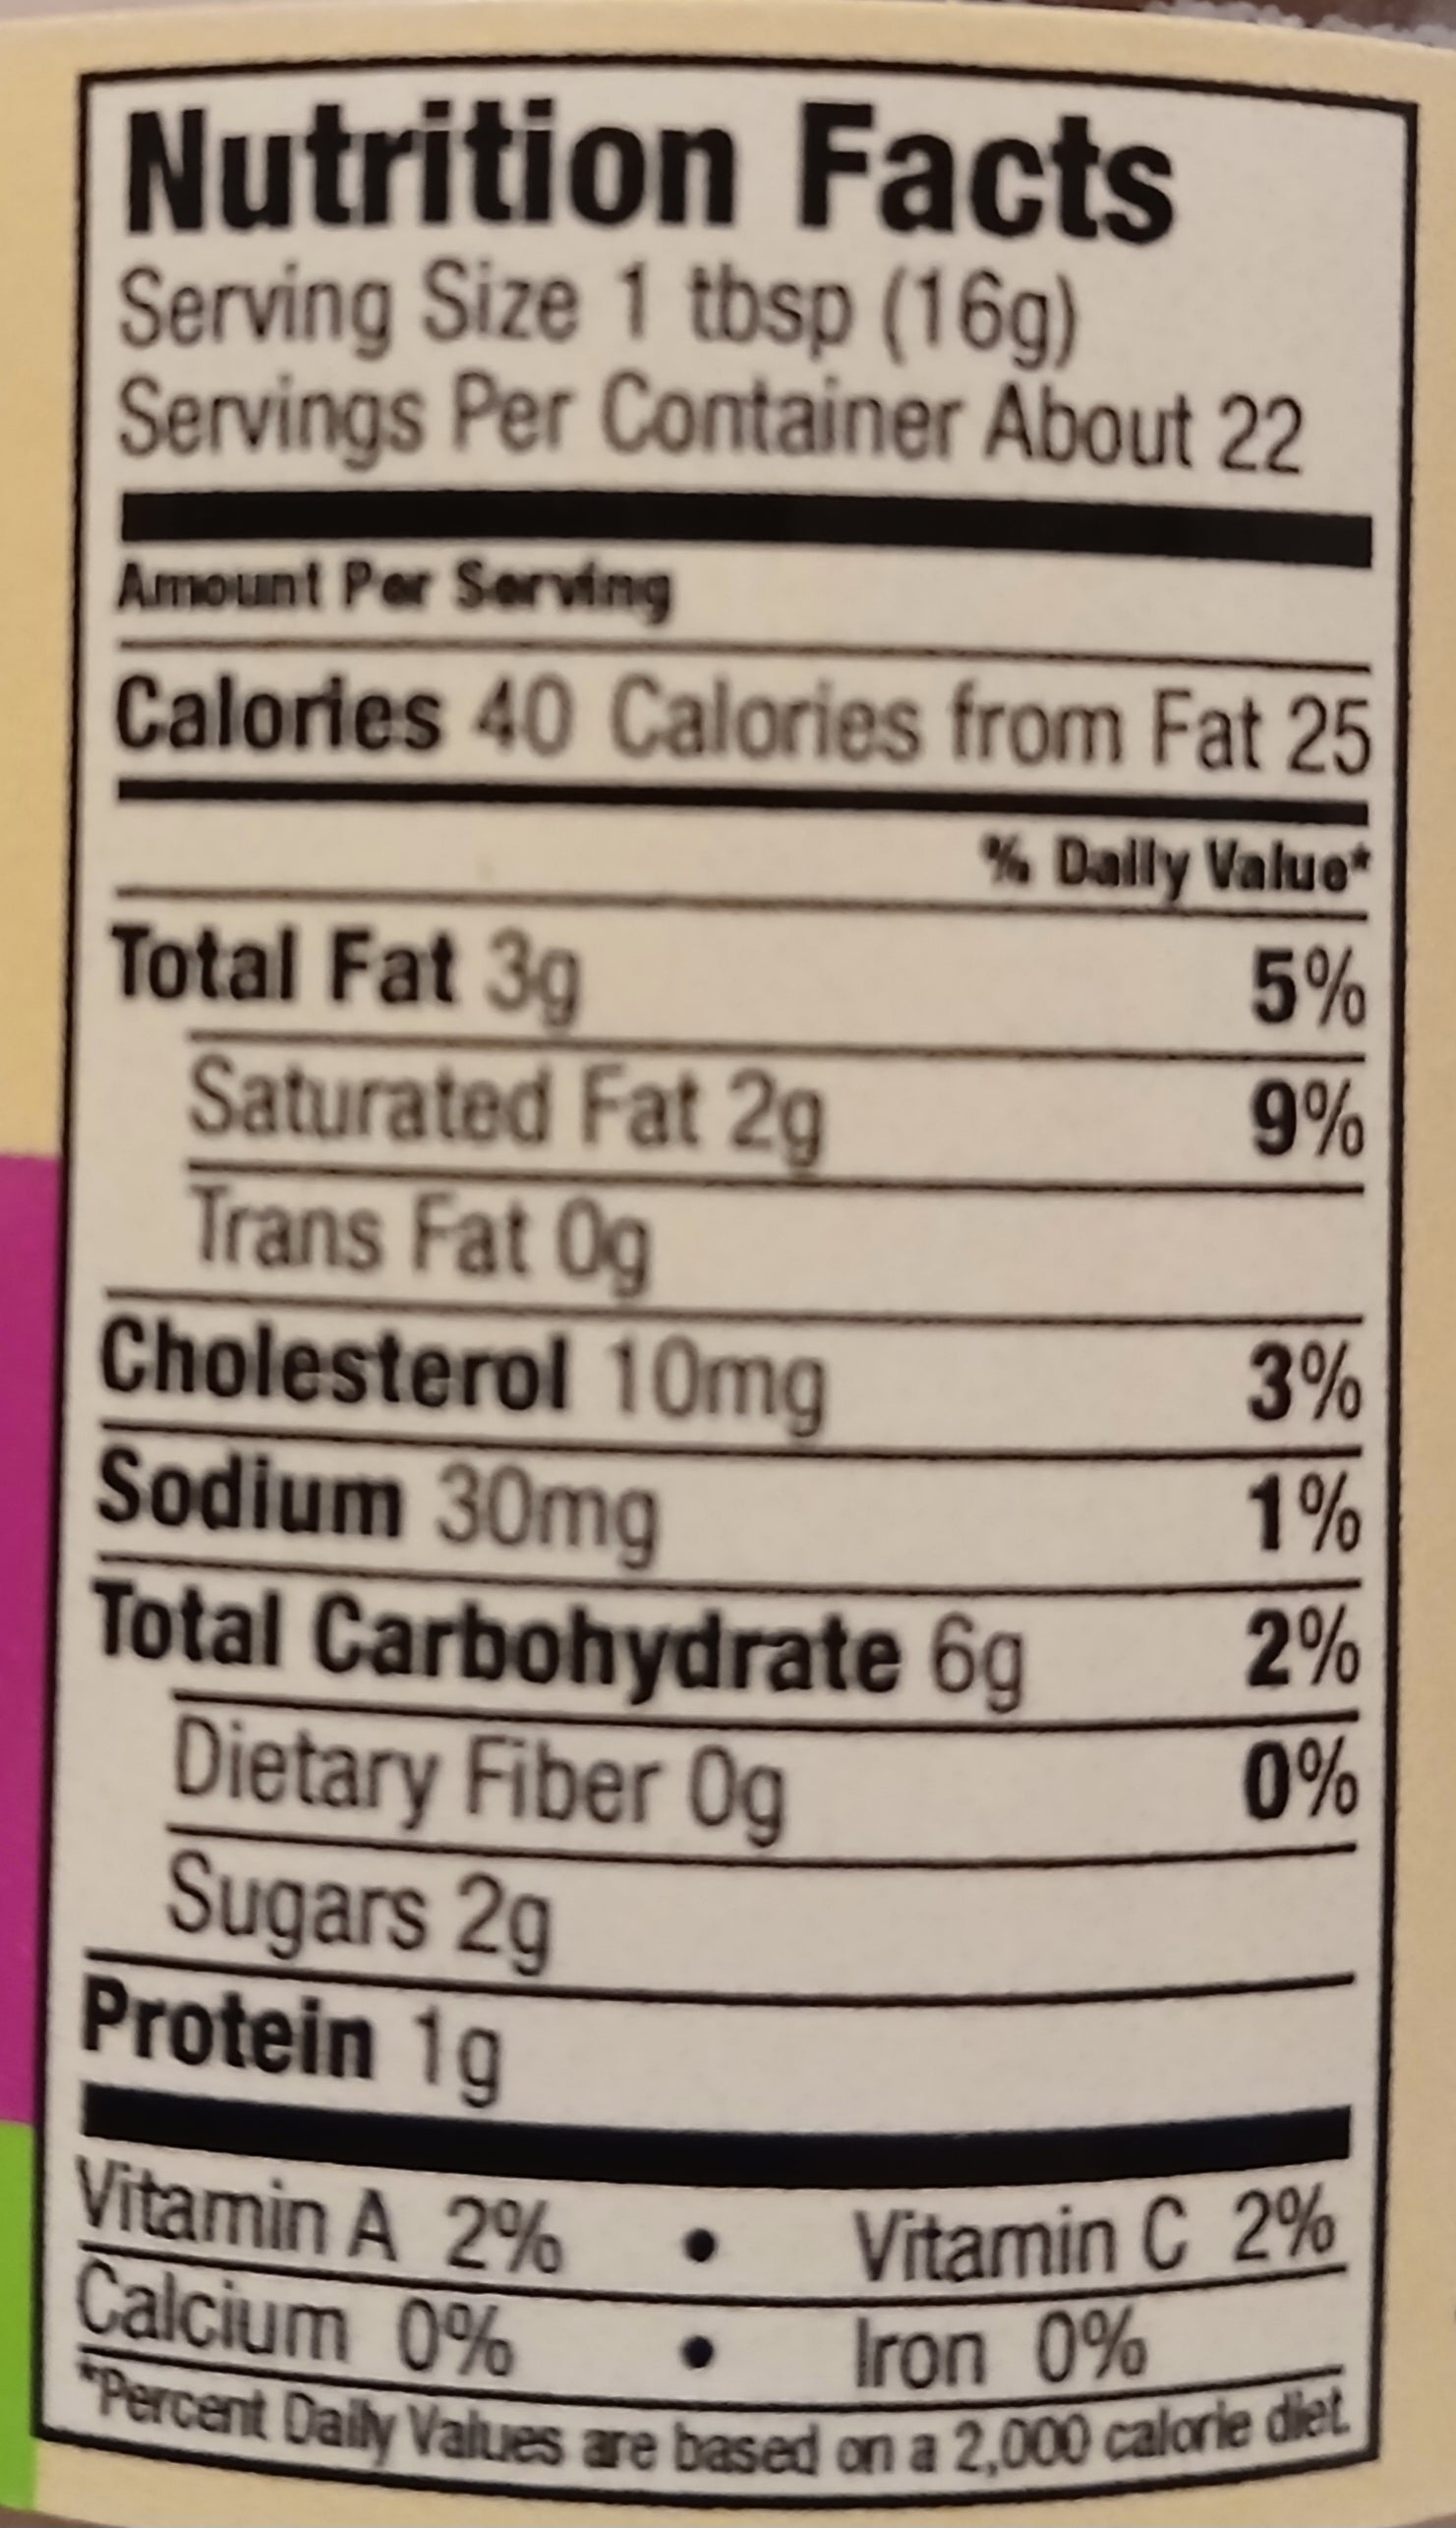 Nutrition Facts
Serving Size 1 tbsp (16g)
Servings Per Container About 22
Amount Per Serving
Calories 40 Calories from Fat 25
% Daily Value*
Total Fat 3g 5%
Saturated Fat 2g 9%
Trans Fat 0g
Cholesterol 10mg 3%
Sodium 30mg 1%
Total Carbohydrate 6g 2%
Dietary Fiber 0g 0%
Sugars 2g
Protein 1g
Vitamin A 2% • Vitamin C 2%
Calcium 0% • Iron 0%
*Percent Daily Values are based on a 2,000 calorie diet.